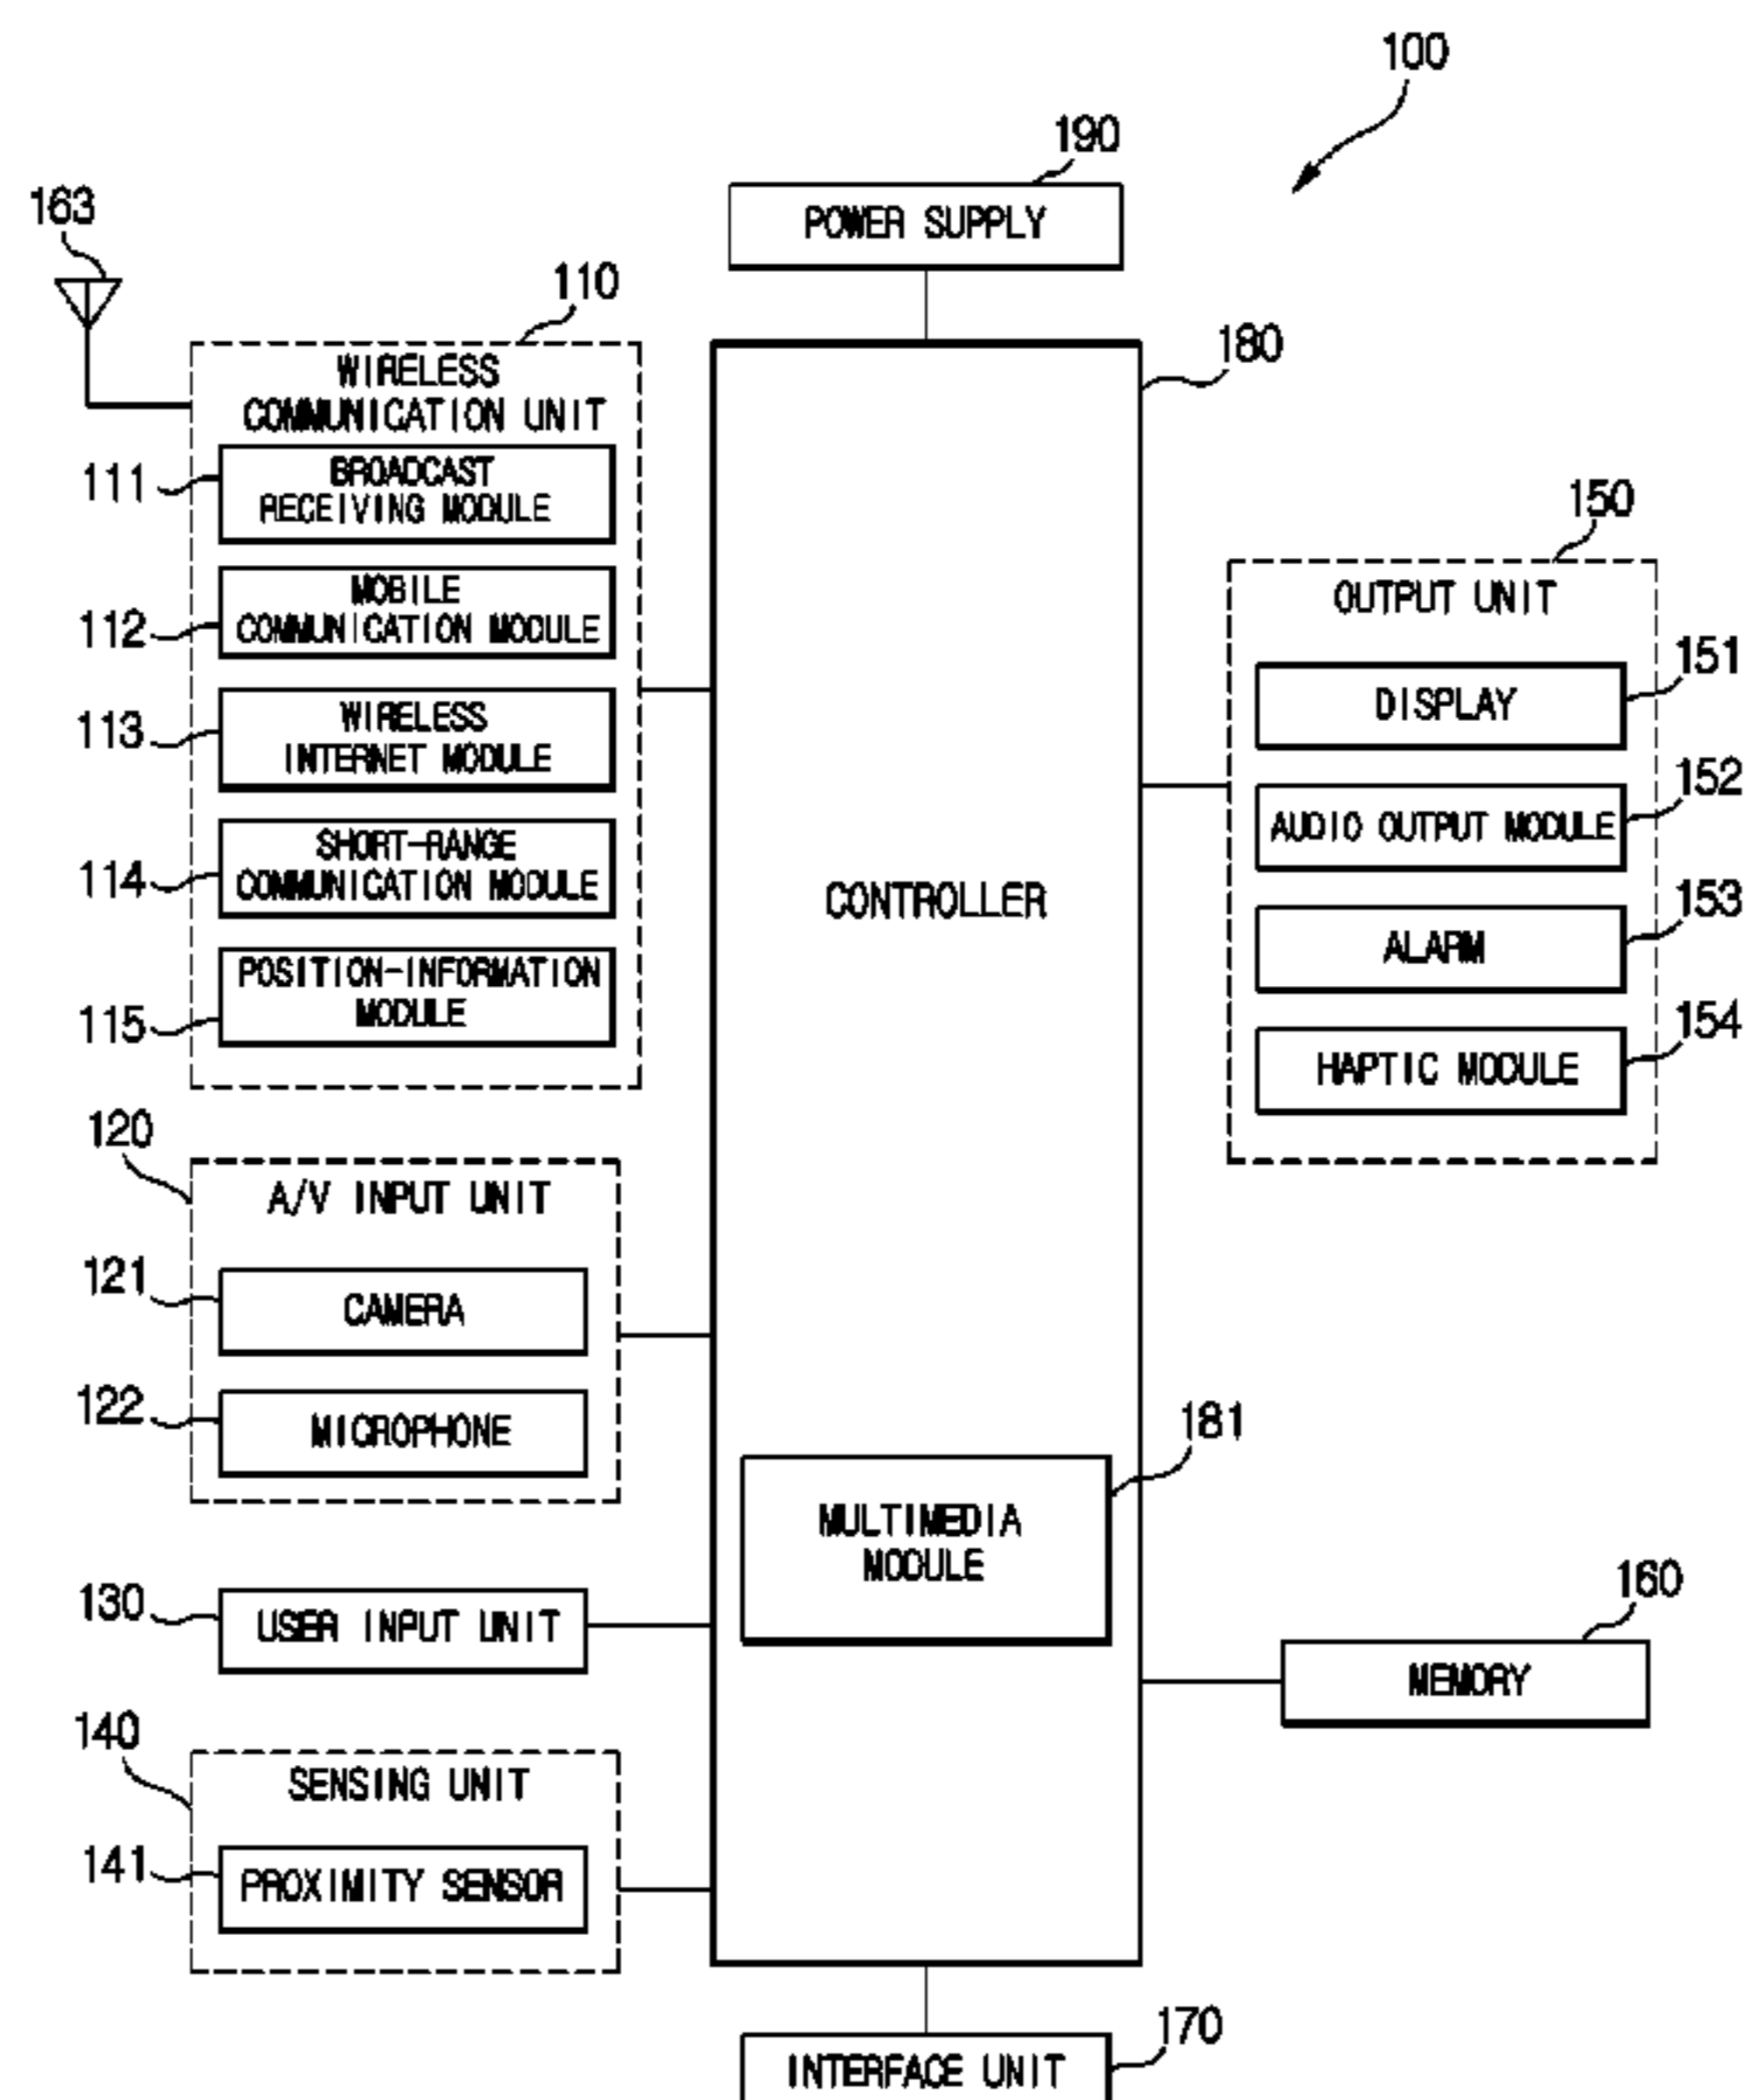 100
190
POWER SUPPLY
163
110
180
WIRELESS
COMMUNICATION UNIT
111
BROADCAST
RECEIVING MODULE
112
MOBILE
COMMUNICATION MODULE
113
WIRELESS
INTERNET MODULE
114
SHORT-RANGE
COMMUNICATION MODULE
115
POSITION-INFORMATION
MODULE
CONTROLLER
150
OUTPUT UNIT
151
DISPLAY
152
AUDIO OUTPUT MODULE
153
ALARM
154
HAPTIC MODULE
120
A/V INPUT UNIT
121
CAMERA
122
MICROPHONE
181
MULTIMEDIA
MODULE
130
USER INPUT UNIT
160
MEMORY
140
SENSING UNIT
141
PROXIMITY SENSOR
170
INTERFACE UNIT